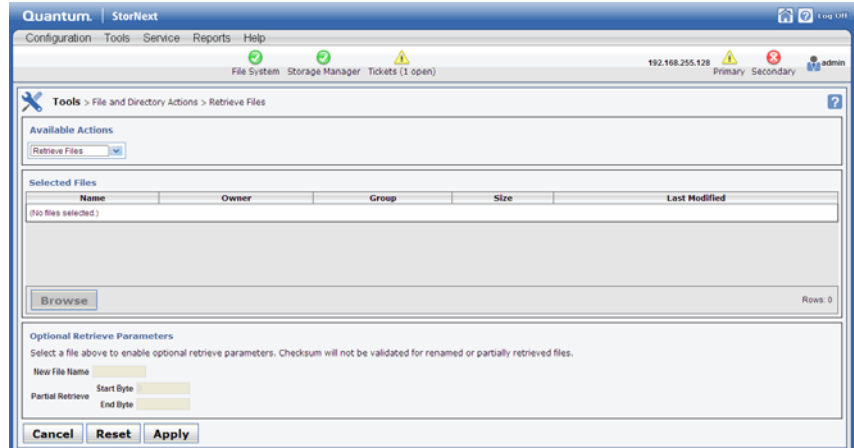 Quantum. StorNext Log Off
Configuration Tools Service Reports Help
File System Storage Manager Tickets (1 open) 192.168.255.128 Primary Secondary admin
Tools > File and Directory Actions > Retrieve Files
Available Actions
Retrieve Files
Selected Files
Name Owner Group Size Last Modified
(No files selected.)
Browse Rows: 0
Optional Retrieve Parameters
Select a file above to enable optional retrieve parameters. Checksum will not be validated for renamed or partially retrieved files.
New File Name
Partial Retrieve
Start Byte
End Byte
Cancel Reset Apply